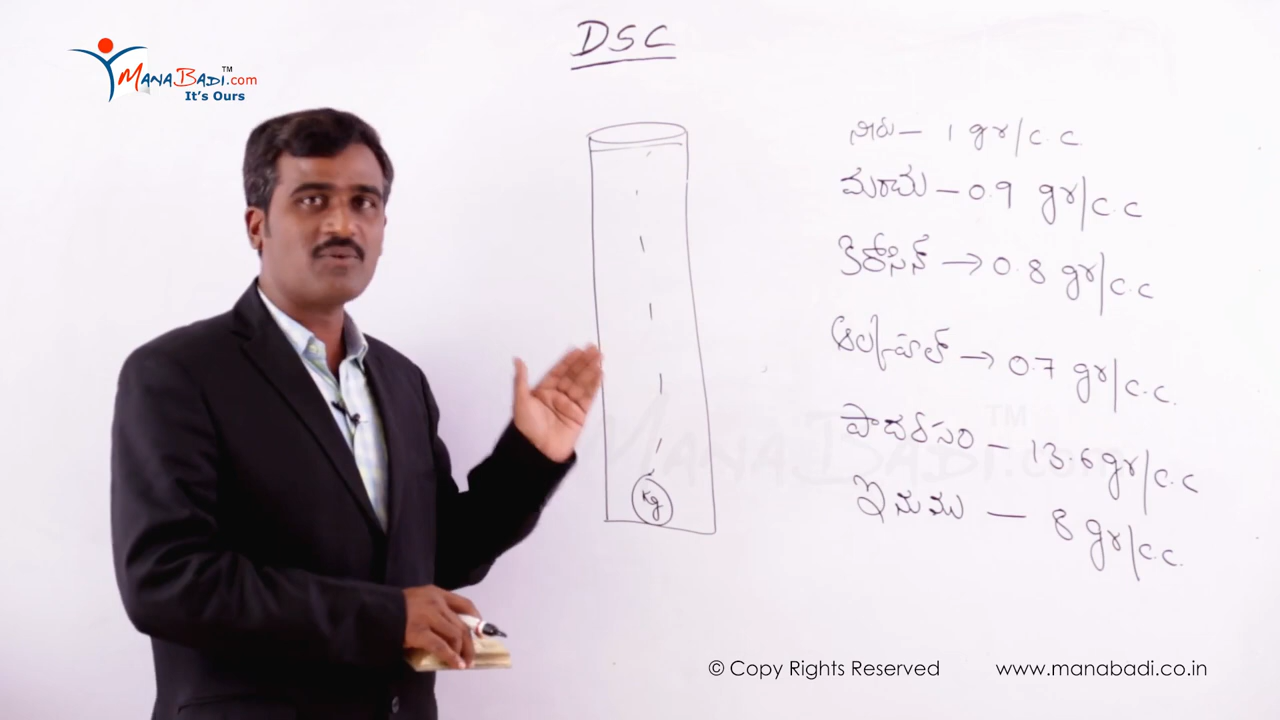 DSC
MANABADI.com™
It's Ours
నీరు – 1 gr/c.c
మంచు – 0.9 gr/c.c
కిరోసిన్ → 0.8 gr/c.c
ఆల్కహాల్ → 0.7 gr/c.c.
పాదరసం – 13.6 gr/c.c
ఇనుము – 8 gr/c.c.
Kg
© Copy Rights Reserved
www.manabadi.co.in